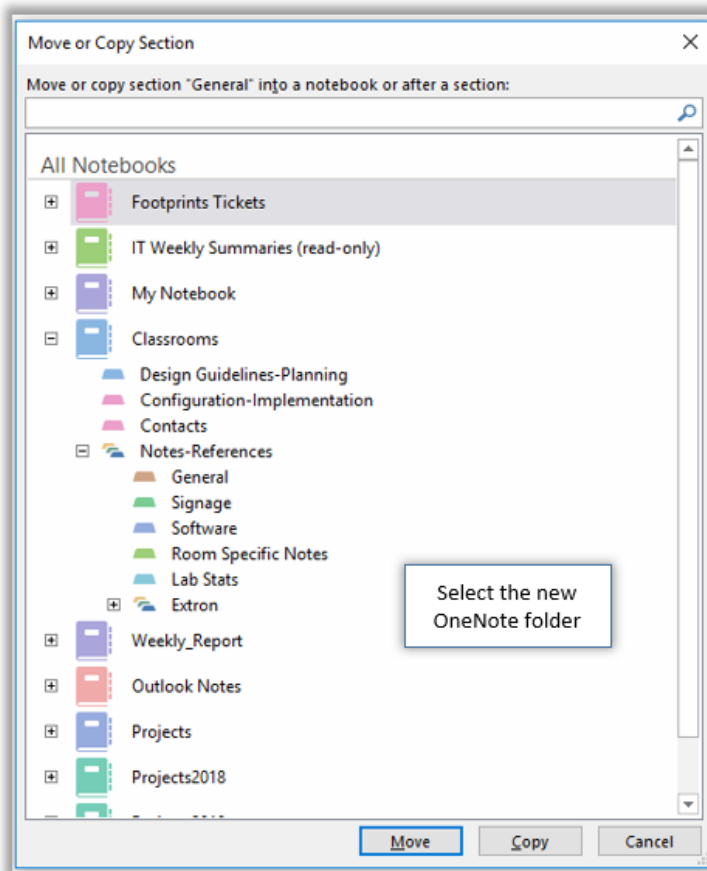 Move or Copy Section
Move or copy section "General" into a notebook or after a section:
All Notebooks
Footprints Tickets
IT Weekly Summaries (read-only)
My Notebook
Classrooms
Design Guidelines-Planning
Configuration-Implementation
Contacts
Notes-References
General
Signage
Software
Room Specific Notes
Lab Stats
Extron
Select the new
OneNote folder
Weekly_Report
Outlook Notes
Projects
Projects2018
Move Copy Cancel